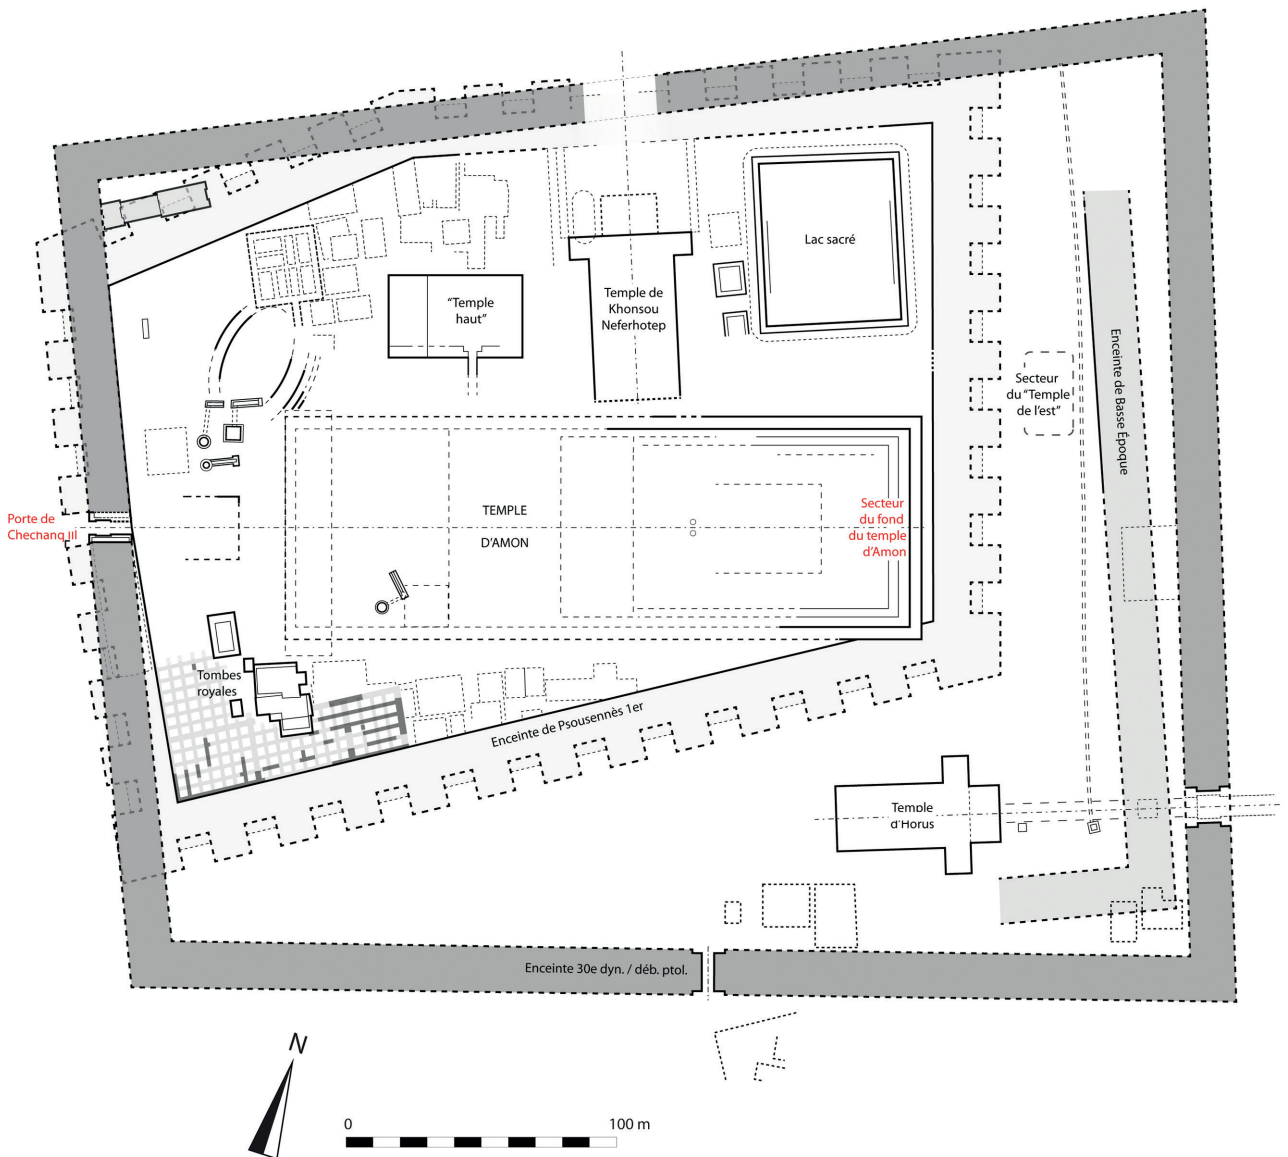 Lac sacré
"Temple
haut"
Temple de
Khonsou
Neferhotep
Secteur
du "Temple
de l'est"
Enceinte de Basse Époque
Porte de
Chechanq III
TEMPLE
D'AMON
Secteur
du fond
du temple
d'Amon
Tombes
royales
Enceinte de Psousennès 1er
Temple
d'Horus
Enceinte 30e dyn. / déb. ptol.
N
0
100 m